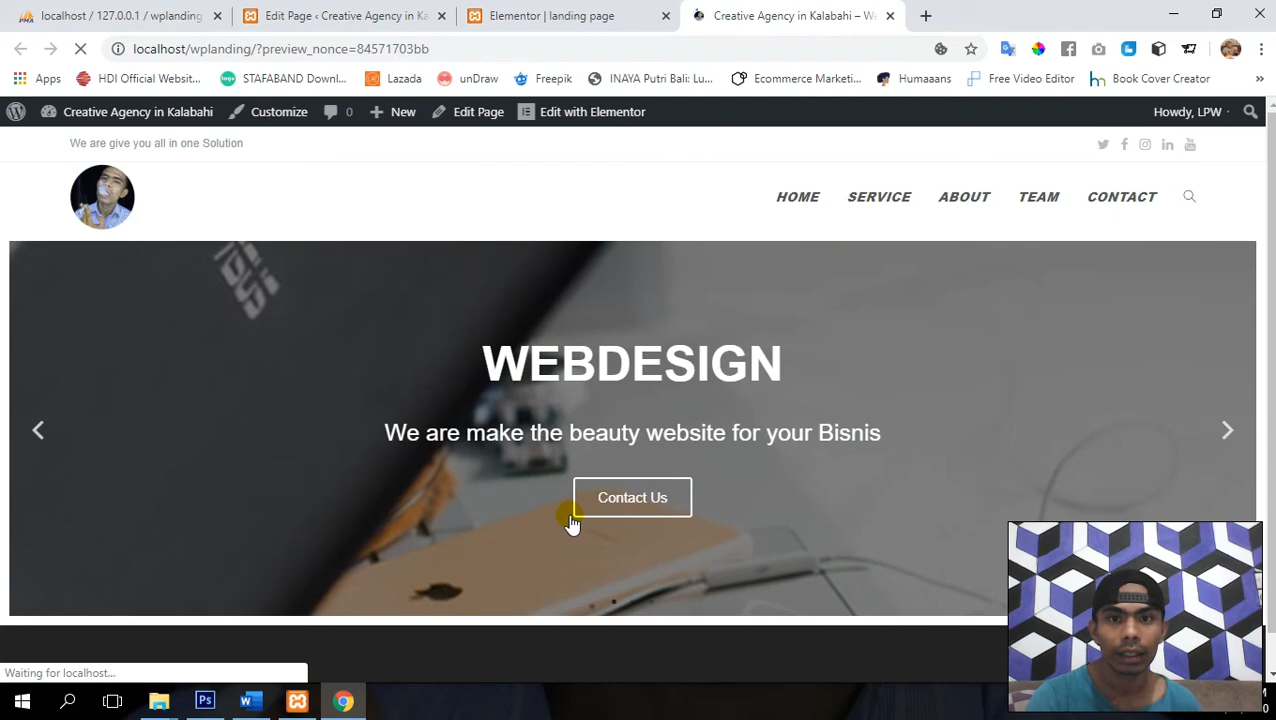 localhost / 127.0.0.1 / wplanding
Edit Page ‹ Creative Agency in Ka
Elementor | landing page
Creative Agency in Kalabahi – We
localhost/wplanding/?preview_nonce=84571703bb
Apps
HDI Official Websit...
STAFABAND Downl...
Lazada
unDraw
Freepik
INAYA Putri Bali: Lu...
Ecommerce Marketi...
Humaaans
Free Video Editor
Book Cover Creator
Creative Agency in Kalabahi
Customize
0
New
Edit Page
Edit with Elementor
Howdy, LPW
We are give you all in one Solution
HOME
SERVICE
ABOUT
TEAM
CONTACT
WEBDESIGN
We are make the beauty website for your Bisnis
Contact Us
Waiting for localhost...